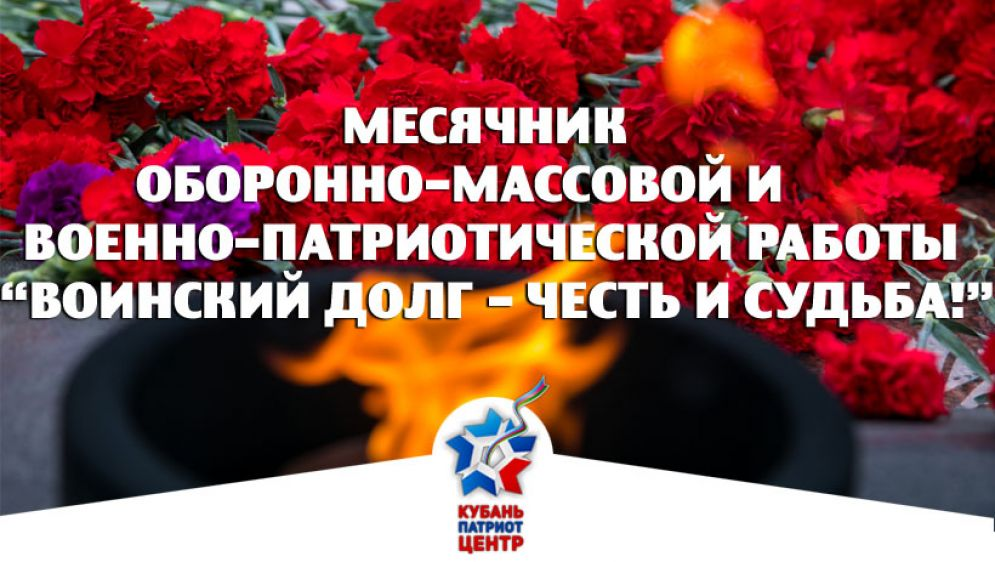 МЕСЯЧНИК
ОБОРОННО-МАССОВОЙ И
ВОЕННО-ПАТРИОТИЧЕСКОЙ РАБОТЫ
“ВОИНСКИЙ ДОЛГ - ЧЕСТЬ И СУДЬБА!”
КУБАНЬ
ПАТРИОТ
ЦЕНТР